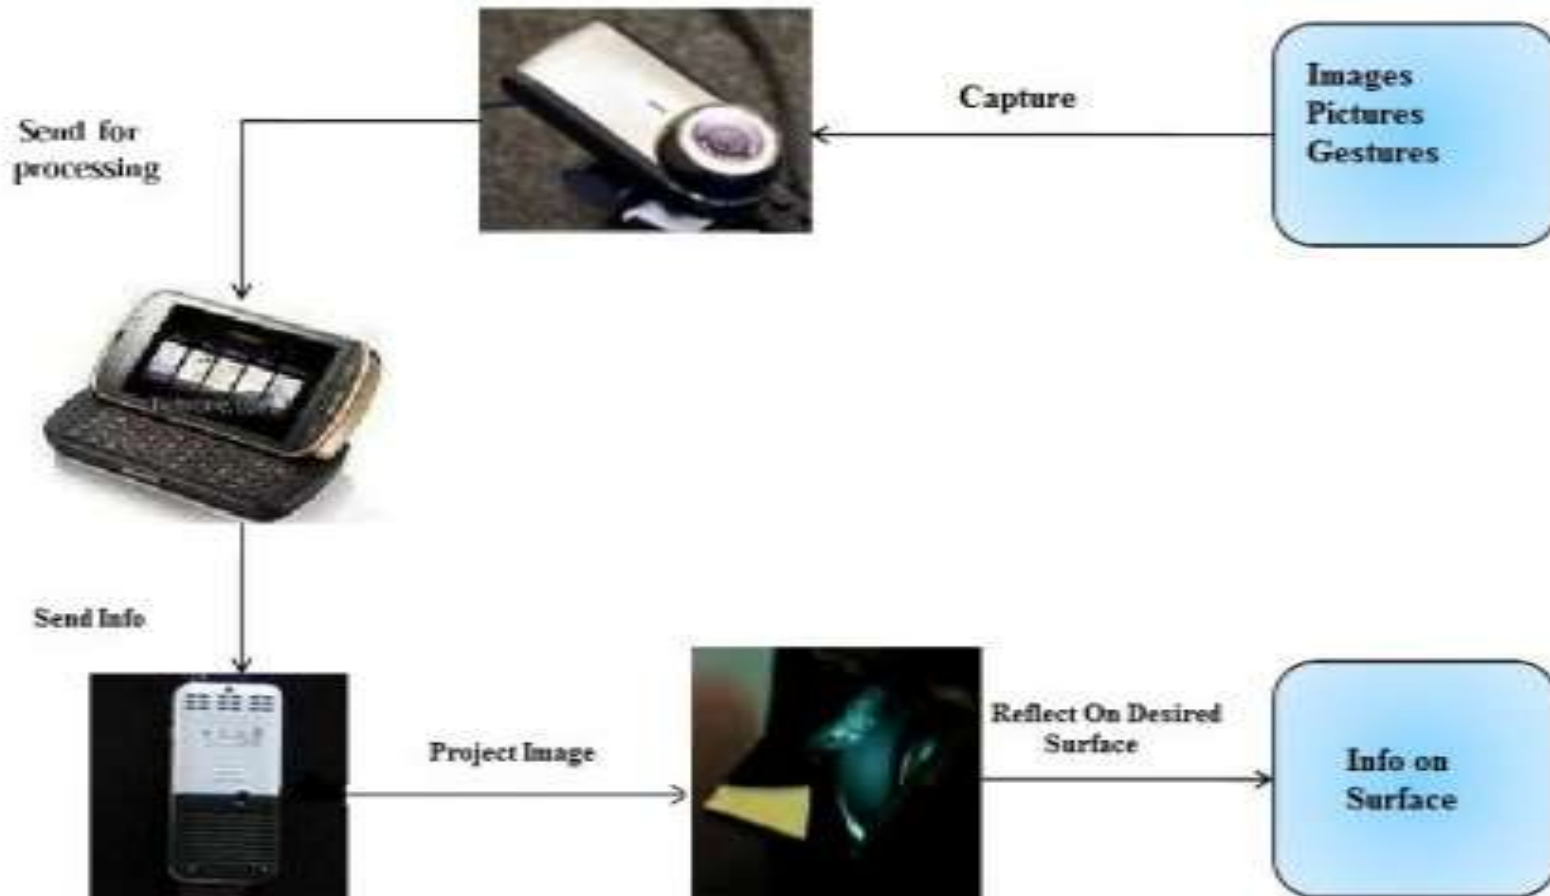 Images
Pictures
Gestures
Capture
Send for
processing
Send Info
Project Image
Reflect On Desired
Surface
Info on
Surface